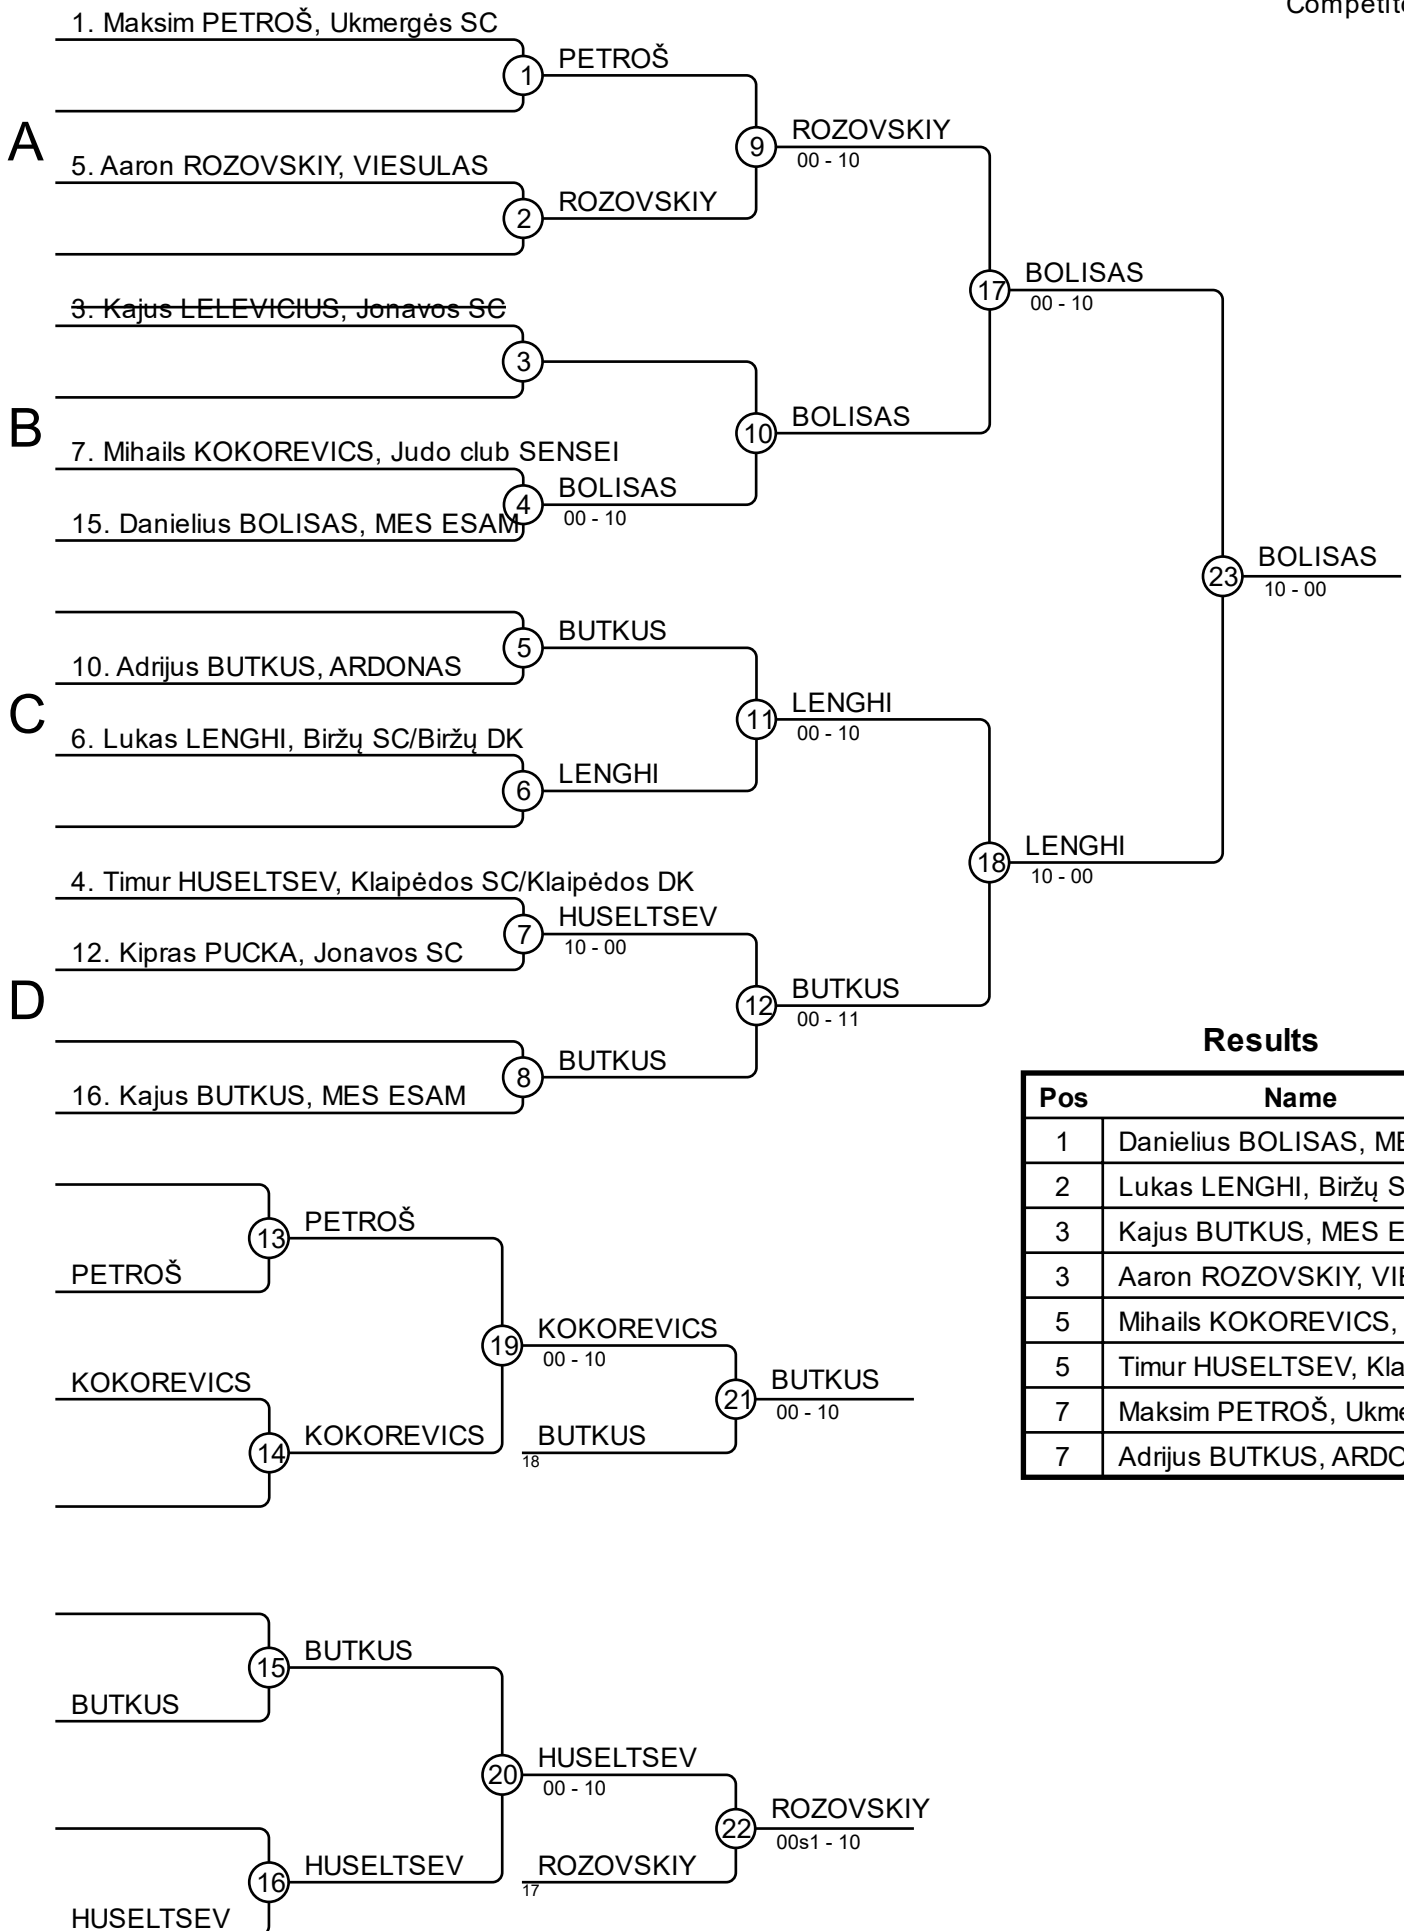 Competit
1. Maksim PETROŠ, Ukmergės SC
1
PETROŠ
A
5. Aaron ROZOVSKIY, VIESULAS
2
ROZOVSKIY
9
ROZOVSKIY
00 - 10
3. Kajus LELEVICIUS, Jonavos SC
3
17
BOLISAS
00 - 10
B
10
BOLISAS
7. Mihails KOKOREVICS, Judo club SENSEI
4
BOLISAS
00 - 10
15. Danielius BOLISAS, MES ESAM
23
BOLISAS
10 - 00
5
BUTKUS
10. Adrijus BUTKUS, ARDONAS
C
11
LENGHI
00 - 10
6. Lukas LENGHI, Biržų SC/Biržų DK
6
LENGHI
18
LENGHI
10 - 00
4. Timur HUSELTSEV, Klaipėdos SC/Klaipėdos DK
7
HUSELTSEV
10 - 00
12. Kipras PUCKA, Jonavos SC
D
12
BUTKUS
00 - 11
8
BUTKUS
16. Kajus BUTKUS, MES ESAM
Results
Pos Name
1 Danielius BOLISAS, ME
2 Lukas LENGHI, Biržų S
3 Kajus BUTKUS, MES E
3 Aaron ROZOVSKIY, VIE
5 Mihails KOKOREVICS,
5 Timur HUSELTSEV, Kla
7 Maksim PETROŠ, Ukme
7 Adrijus BUTKUS, ARDO
13
PETROŠ
PETROŠ
19
KOKOREVICS
00 - 10
KOKOREVICS
14
KOKOREVICS
21
BUTKUS
00 - 10
BUTKUS
18
15
BUTKUS
BUTKUS
20
HUSELTSEV
00 - 10
22
ROZOVSKIY
00s1 - 10
16
HUSELTSEV
ROZOVSKIY
17
HUSELTSEV